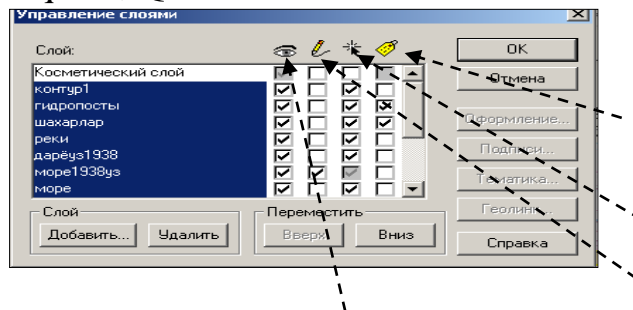 Управление слоями
Слой:
OK
Косметический слой
Отмена
контур1
гидропосты
шахарлар
Оформление...
реки
Подписи...
дарёуз1938
море1938уз
Тематика...
море
Слой
Переместить
Геолинк...
Добавить...
Удалить
Вверх
Вниз
Справка